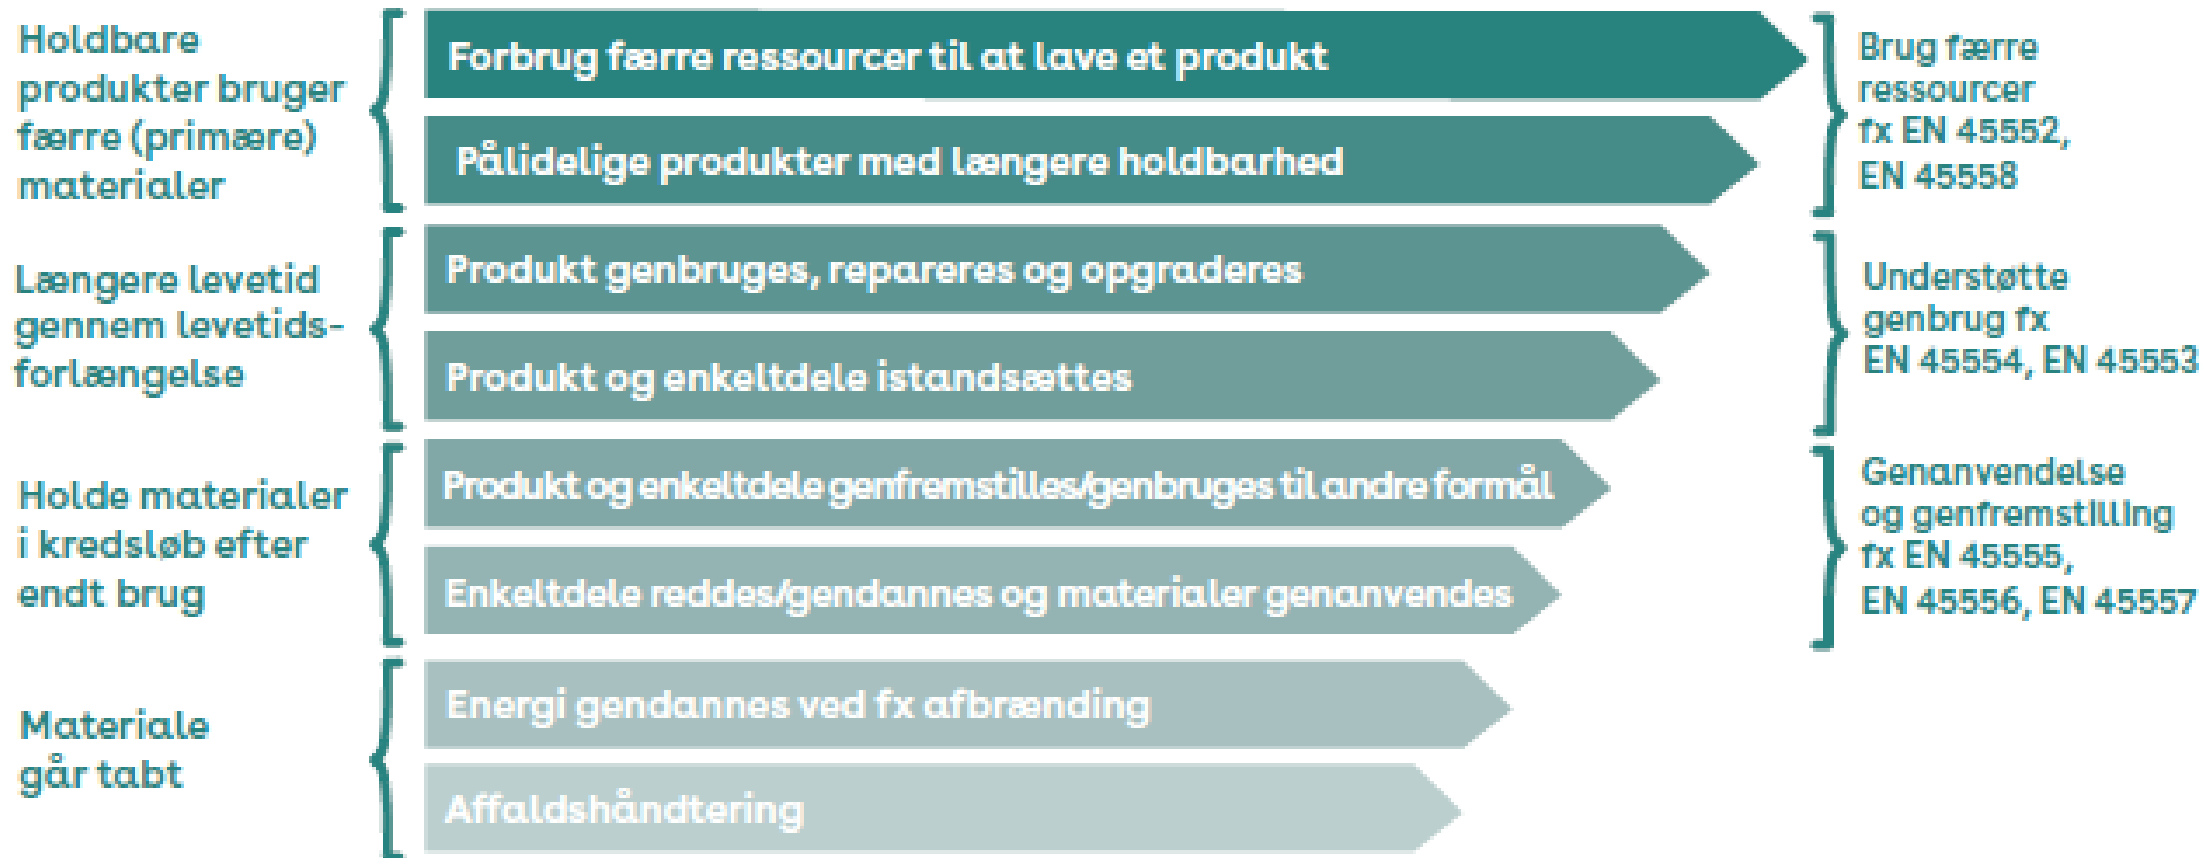 Holdbare
produkter bruger
færre (primære)
materialer
Forbrug færre ressourcer til at lave et produkt
Pålidelige produkter med længere holdbarhed
Brug færre
ressourcer
fx EN 45552,
EN 45558
Længere levetid
gennem levetids-
forlængelse
Produkt genbruges, repareres og opgraderes
Produkt og enkeltdele istandsættes
Understøtte
genbrug fx
EN 45554, EN 45553
Holde materialer
i kredsløb efter
endt brug
Produkt og enkeltdele genfremstilles/genbruges til andre formål
Enkeltdele reddes/gendannes og materialer genanvendes
Genanvendelse
og genfremstilling
fx EN 45555,
EN 45556, EN 45557
Materiale
går tabt
Energi gendannes ved fx afbrænding
Affaldshåndtering